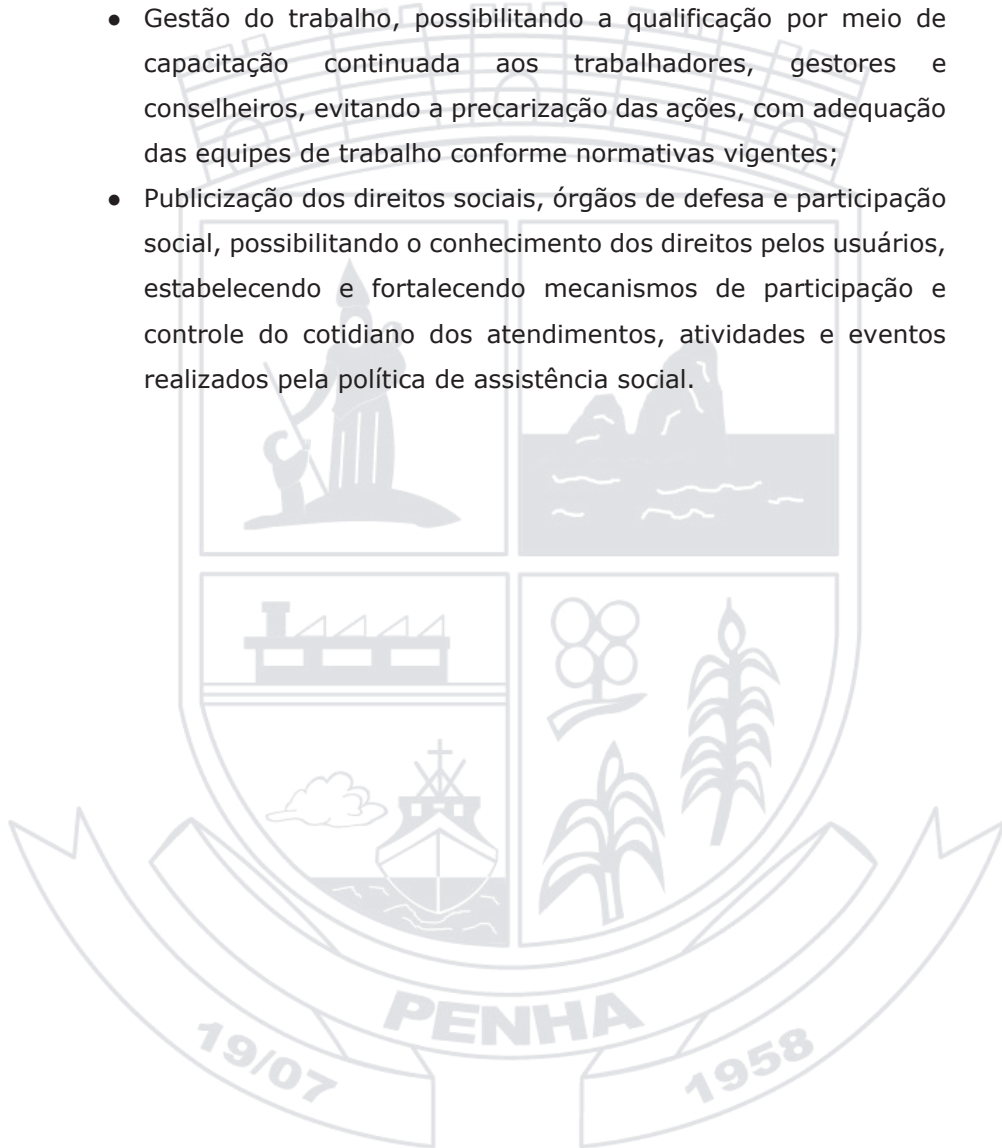 ● Gestão do trabalho, possibilitando a qualificação por meio de
capacitação continuada aos trabalhadores, gestores e
conselheiros, evitando a precarização das ações, com adequação
das equipes de trabalho conforme normativas vigentes;
● Publicização dos direitos sociais, órgãos de defesa e participação
social, possibilitando o conhecimento dos direitos pelos usuários,
estabelecendo e fortalecendo mecanismos de participação e
controle do cotidiano dos atendimentos, atividades e eventos
realizados pela política de assistência social.
PENHA
19/07
1958